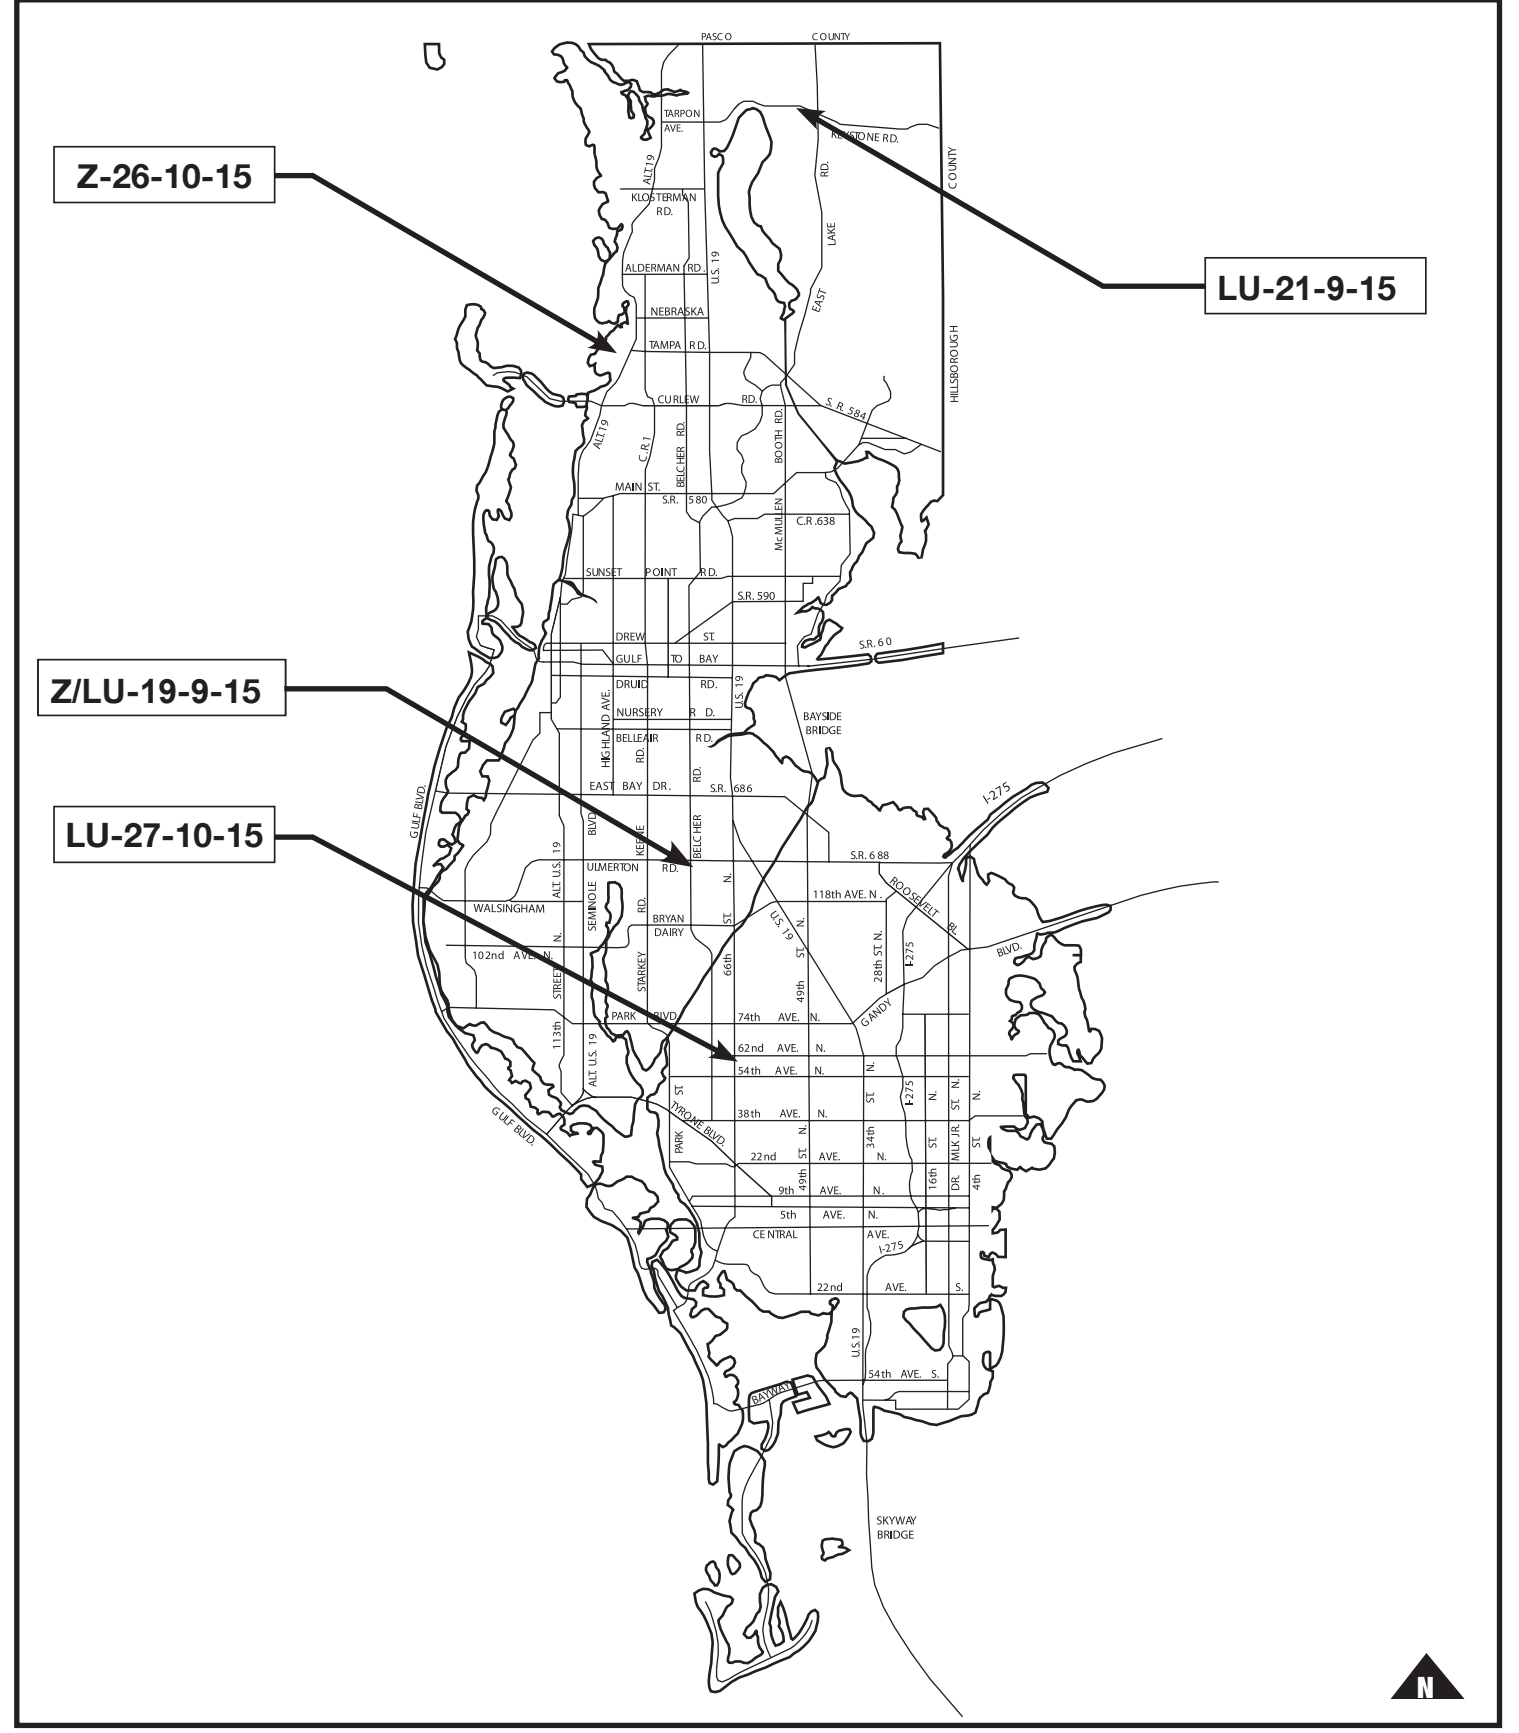 PASCO COUNTY
TARPON
AVE.
KEYSTONE RD.
Z-26-10-15
COUNTY
ALT.19
RD.
KLOSTERMAN
RD.
LAKE
LU-21-9-15
ALDERMAN RD.
U.S. 19
EAST
NEBRASKA
TAMPA RD.
HILLSBOROUGH
CURLEW RD.
S. R. 584
ALT.19
C.R.1
BELCHER RD.
BOOTH RD.
MAIN ST.
S.R. 580
McMULLEN
C.R.638
SUNSET POINT RD.
S.R. 590
DREW ST.
S.R. 60
GULF TO BAY
Z/LU-19-9-15
DRUID RD.
U.S. 19
HIGHLAND AVE.
NURSERY RD.
BAYSIDE
BRIDGE
BELLEAIR RD.
RD.
RD.
EAST BAY DR. S.R. 686
I-275
GULF BLVD.
LU-27-10-15
BLVD.
KEENE
BELCHER
ALT. U.S. 19
ULMERTON RD.
S.R. 688
N.
118th AVE. N.
ROOSEVELT BL.
WALSINGHAM
SEMINOLE
RD.
BRYAN
DAIRY
ST.
U.S. 19
N.
ST.
28th ST. N.
I-275
BLVD.
N.
102nd AVE. N.
STREET
STARKEY
66th
49th
GANDY
PARK BLVD.
74th AVE. N.
113th
ALT. U.S. 19
62nd AVE. N.
54th AVE. N.
N.
ST.
ST.
I-275
N.
ST. N.
N.
GULF BLVD.
TYRONE BLVD.
38th AVE. N.
PARK
N.
ST.
49th
34th
ST.
16th
MLK JR.
DR.
ST.
4th
22nd AVE. N.
9th AVE. N.
5th AVE. N.
CENTRAL AVE.
I-275
22nd AVE. S.
U.S.19
54th AVE. S.
BAYWAY
SKYWAY
BRIDGE
N